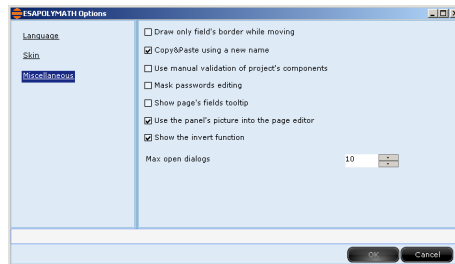 ESAPOLYMATH Options
Language
Skin
Miscellaneous
Draw only field's border while moving
Copy&Paste using a new name
Use manual validation of project's components
Mask passwords editing
Show page's fields tooltip
Use the panel's picture into the page editor
Show the invert function
Max open dialogs 10
OK Cancel